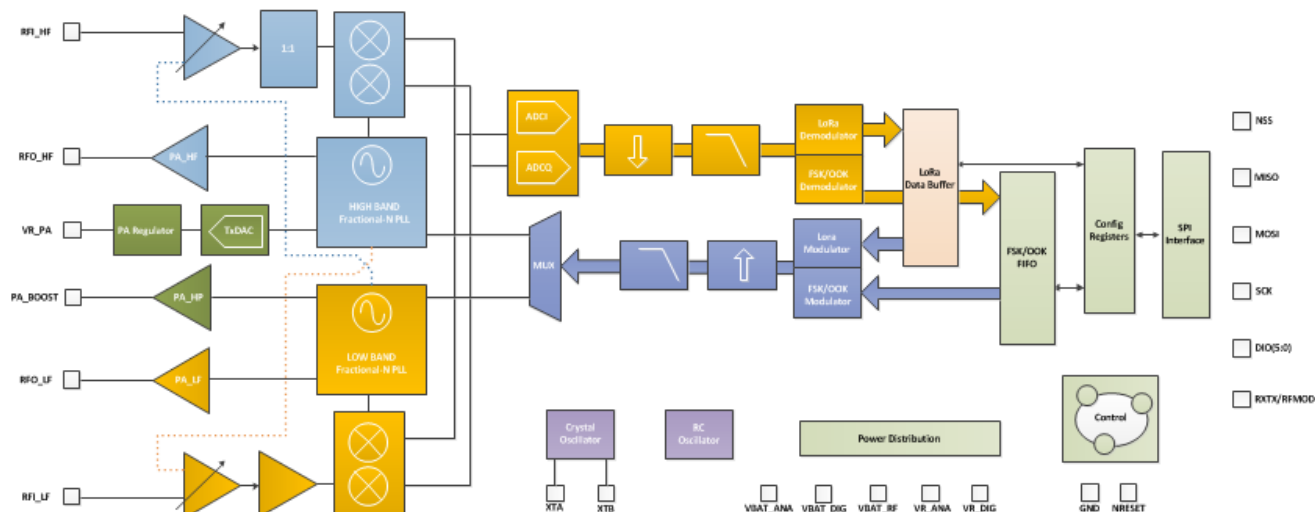 RFI_HF
1:1
ADCI
ADCQ
LoRa
Demodulator
FSK/OOK
Demodulator
LoRa
Data Buffer
NSS
RFO_HF
PA_HF
HIGH BAND
Fractional-N PLL
MISO
VR_PA
PA Regulator
TxDAC
MUX
Lora
Modulator
FSK/OOK
Modulator
FSK/OOK
FIFO
Config
Registers
SPI
Interface
MOSI
PA_BOOST
PA_HP
SCK
LOW BAND
Fractional-N PLL
DIO(5:0)
RFO_LF
PA_LF
RXTX/RFMOD
Crystal
Oscillator
RC
Oscillator
Power Distribution
Control
RFI_LF
XTA
XTB
VBAT_ANA
VBAT_DIG
VBAT_RF
VR_ANA
VR_DIG
GND
NRESET